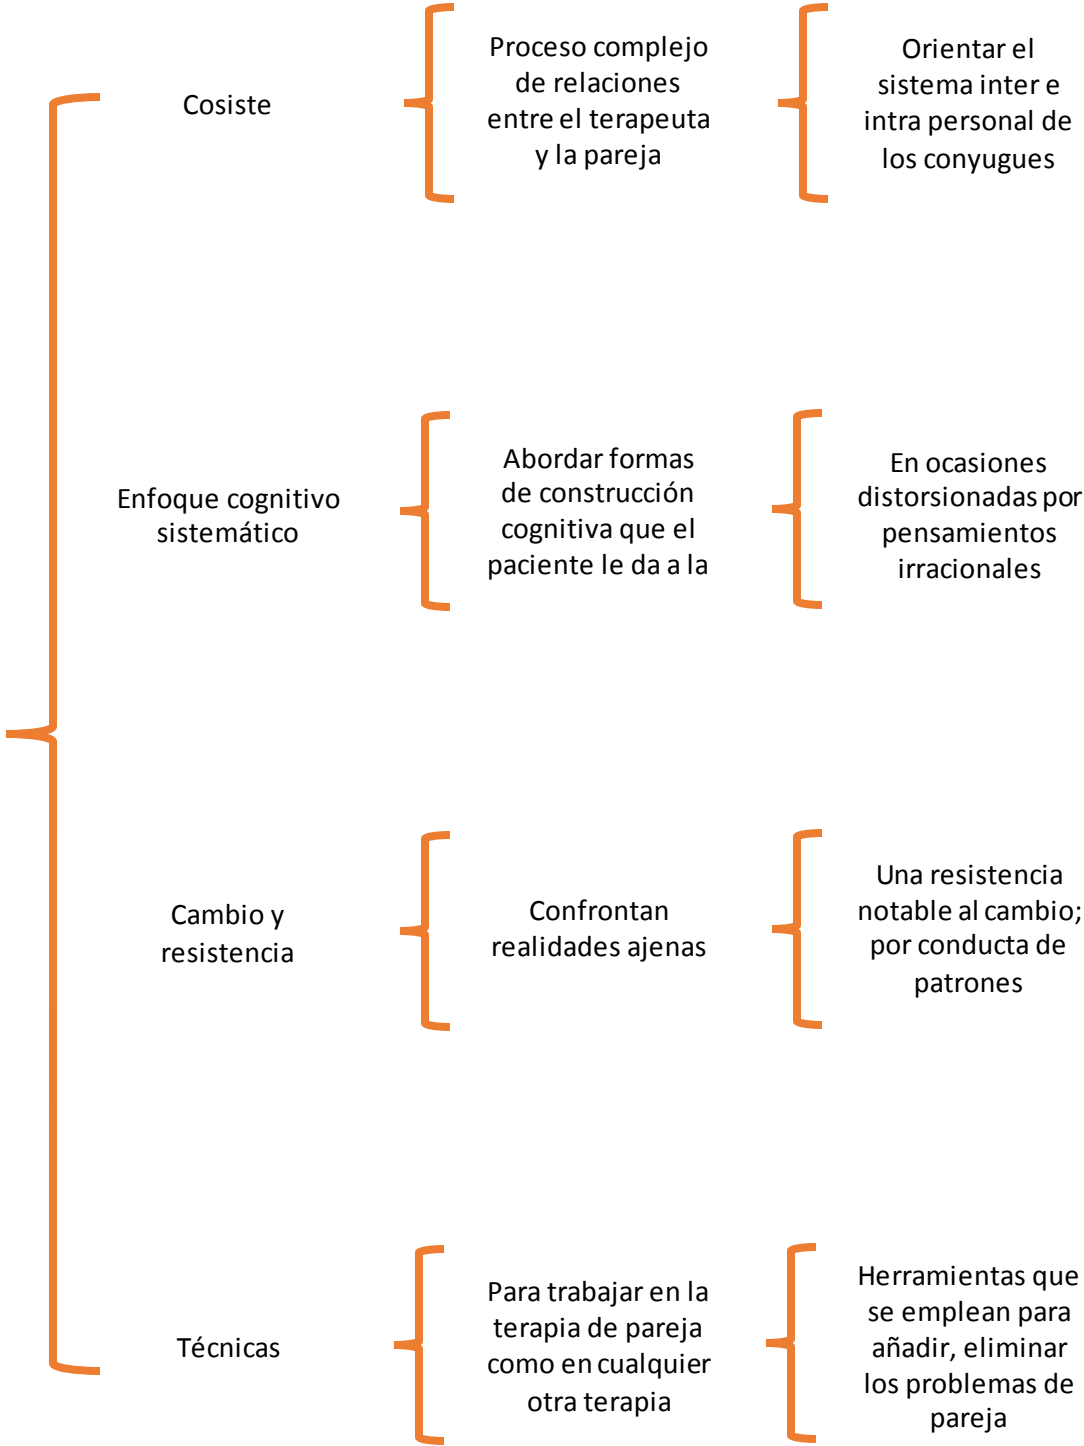 Cosiste
Proceso complejo
de relaciones
entre el terapeuta
y la pareja
Orientar el
sistema inter e
intra personal de
los conyugues
Enfoque cognitivo
sistemático
Abordar formas
de construcción
cognitiva que el
paciente le da a la
En ocasiones
distorsionadas por
pensamientos
irracionales
Cambio y
resistencia
Confrontan
realidades ajenas
Una resistencia
notable al cambio;
por conducta de
patrones
Técnicas
Para trabajar en la
terapia de pareja
como en cualquier
otra terapia
Herramientas que
se emplean para
añadir, eliminar
los problemas de
pareja